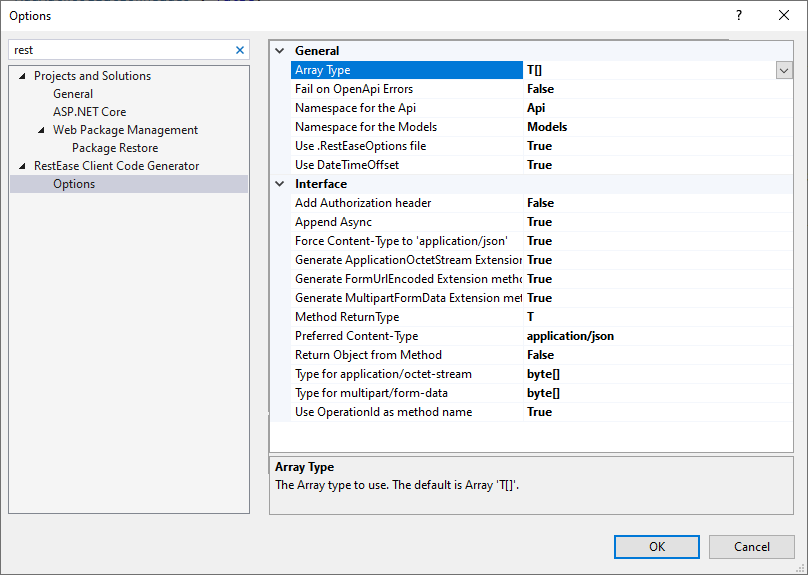 Options
?
rest
Projects and Solutions
General
ASP.NET Core
Web Package Management
Package Restore
RestEase Client Code Generator
Options
General
Array Type T[]
Fail on OpenApi Errors False
Namespace for the Api Api
Namespace for the Models Models
Use .RestEaseOptions file True
Use DateTimeOffset True
Interface
Add Authorization header False
Append Async True
Force Content-Type to 'application/json' True
Generate ApplicationOctetStream Extension True
Generate FormUrlEncoded Extension metho True
Generate MultipartFormData Extension met True
Method ReturnType T
Preferred Content-Type application/json
Return Object from Method False
Type for application/octet-stream byte[]
Type for multipart/form-data byte[]
Use OperationId as method name True
Array Type
The Array type to use. The default is Array 'T[]'.
OK Cancel